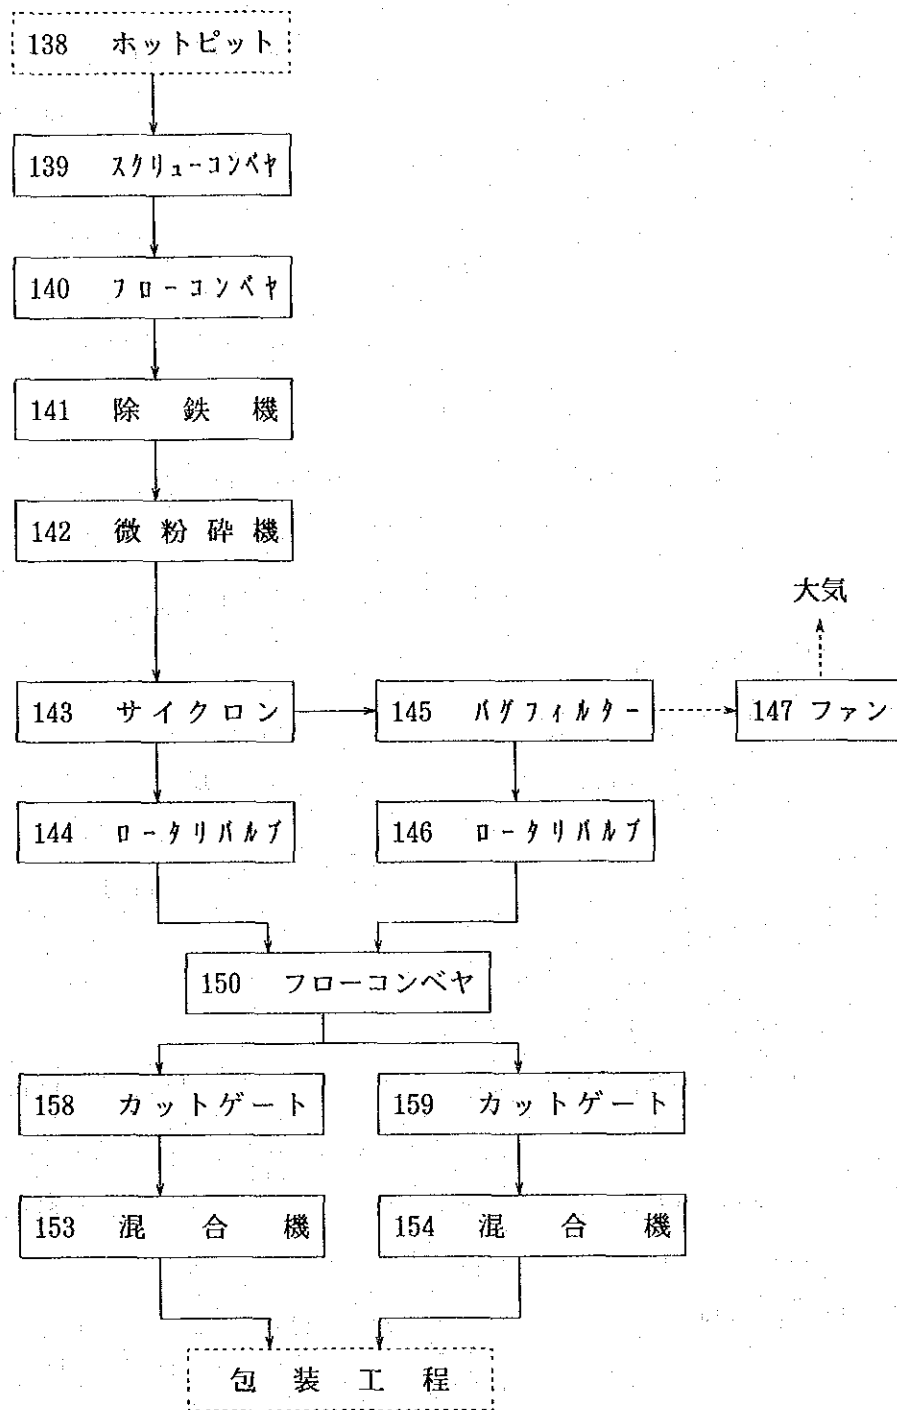 138 ホットピット
139 スクリューコンベヤ
140 フローコンベヤ
141 除鉄機
142 微粉砕機
大気
143 サイクロン
145 バグフィルター
147 ファン
144 ロータリバルブ
146 ロータリバルブ
150 フローコンベヤ
158 カットゲート
159 カットゲート
153 混合機
154 混合機
包装工程